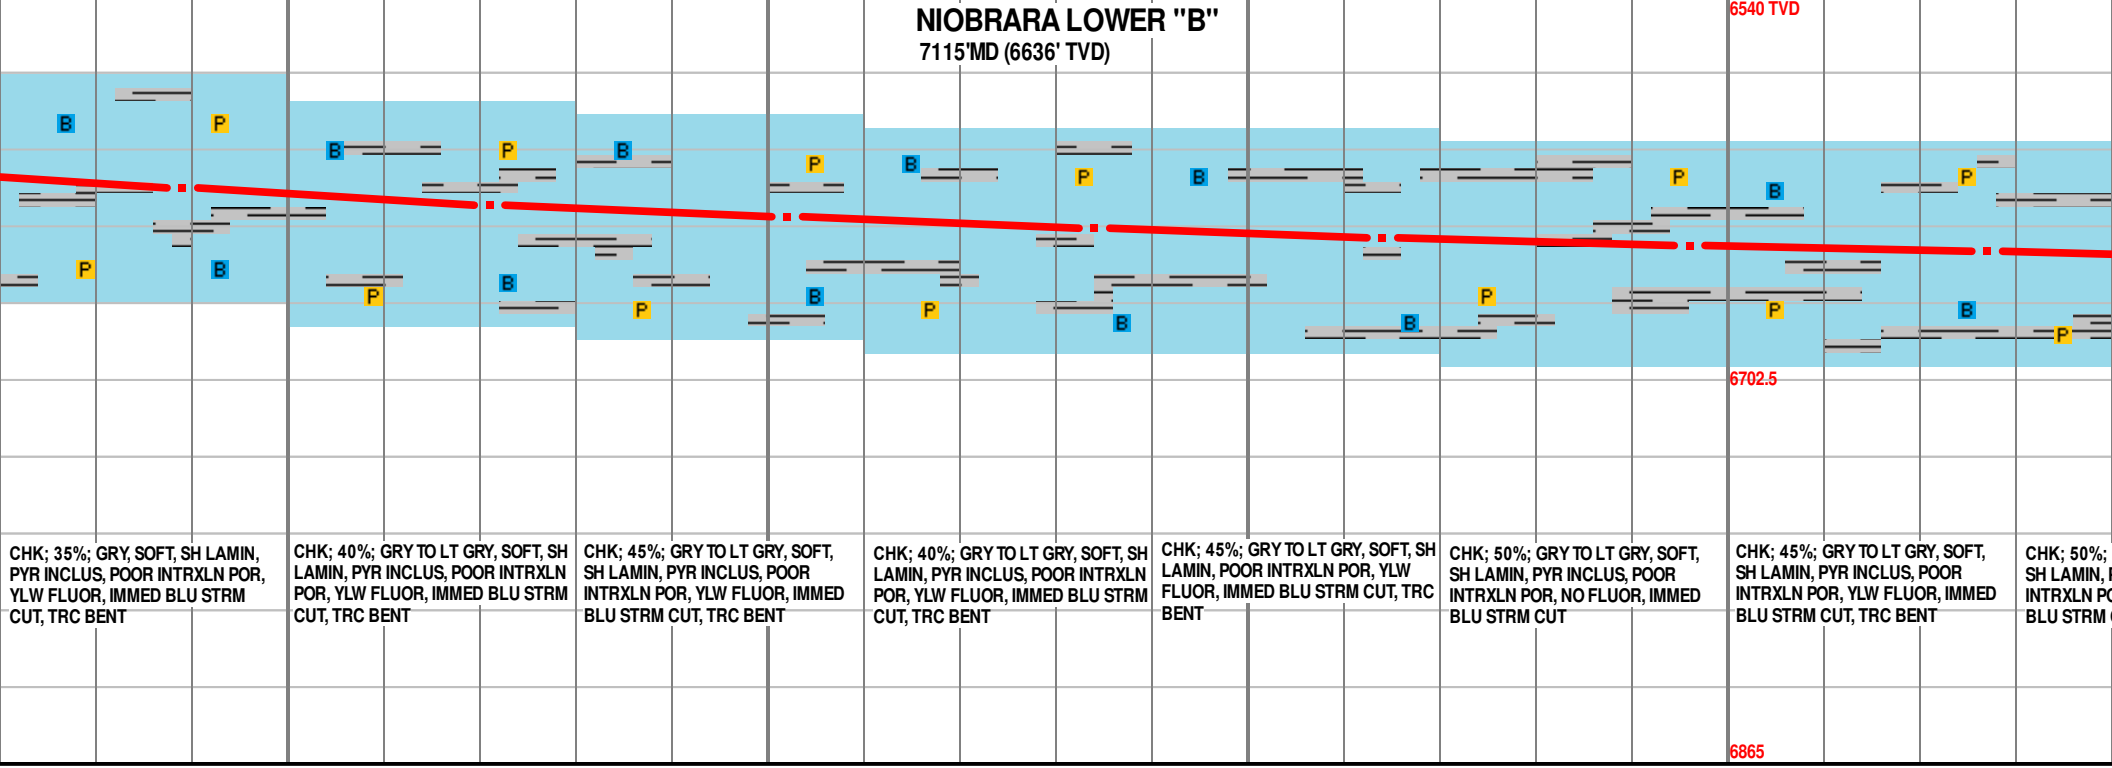 NIOBRARA LOWER "B"
7115'MD (6636' TVD)
6540 TVD
B
P
B
P
B
P
B
P
B
P
B
P
P
B
P
B
P
B
P
B
B
P
P
B
P
6702.5
CHK; 35%; GRY, SOFT, SH LAMIN,
PYR INCLUS, POOR INTRXLN POR,
YLW FLUOR, IMMED BLU STRM
CUT, TRC BENT
CHK; 40%; GRY TO LT GRY, SOFT, SH
LAMIN, PYR INCLUS, POOR INTRXLN
POR, YLW FLUOR, IMMED BLU STRM
CUT, TRC BENT
CHK; 45%; GRY TO LT GRY, SOFT,
SH LAMIN, PYR INCLUS, POOR
INTRXLN POR, YLW FLUOR, IMMED
BLU STRM CUT, TRC BENT
CHK; 40%; GRY TO LT GRY, SOFT, SH
LAMIN, PYR INCLUS, POOR INTRXLN
POR, YLW FLUOR, IMMED BLU STRM
CUT, TRC BENT
CHK; 45%; GRY TO LT GRY, SOFT, SH
LAMIN, POOR INTRXLN POR, YLW
FLUOR, IMMED BLU STRM CUT, TRC
BENT
CHK; 50%; GRY TO LT GRY, SOFT,
SH LAMIN, PYR INCLUS, POOR
INTRXLN POR, NO FLUOR, IMMED
BLU STRM CUT
CHK; 45%; GRY TO LT GRY, SOFT,
SH LAMIN, PYR INCLUS, POOR
INTRXLN POR, YLW FLUOR, IMMED
BLU STRM CUT, TRC BENT
CHK; 50%;
SH LAMIN,
INTRXLN
BLU STRM
6865